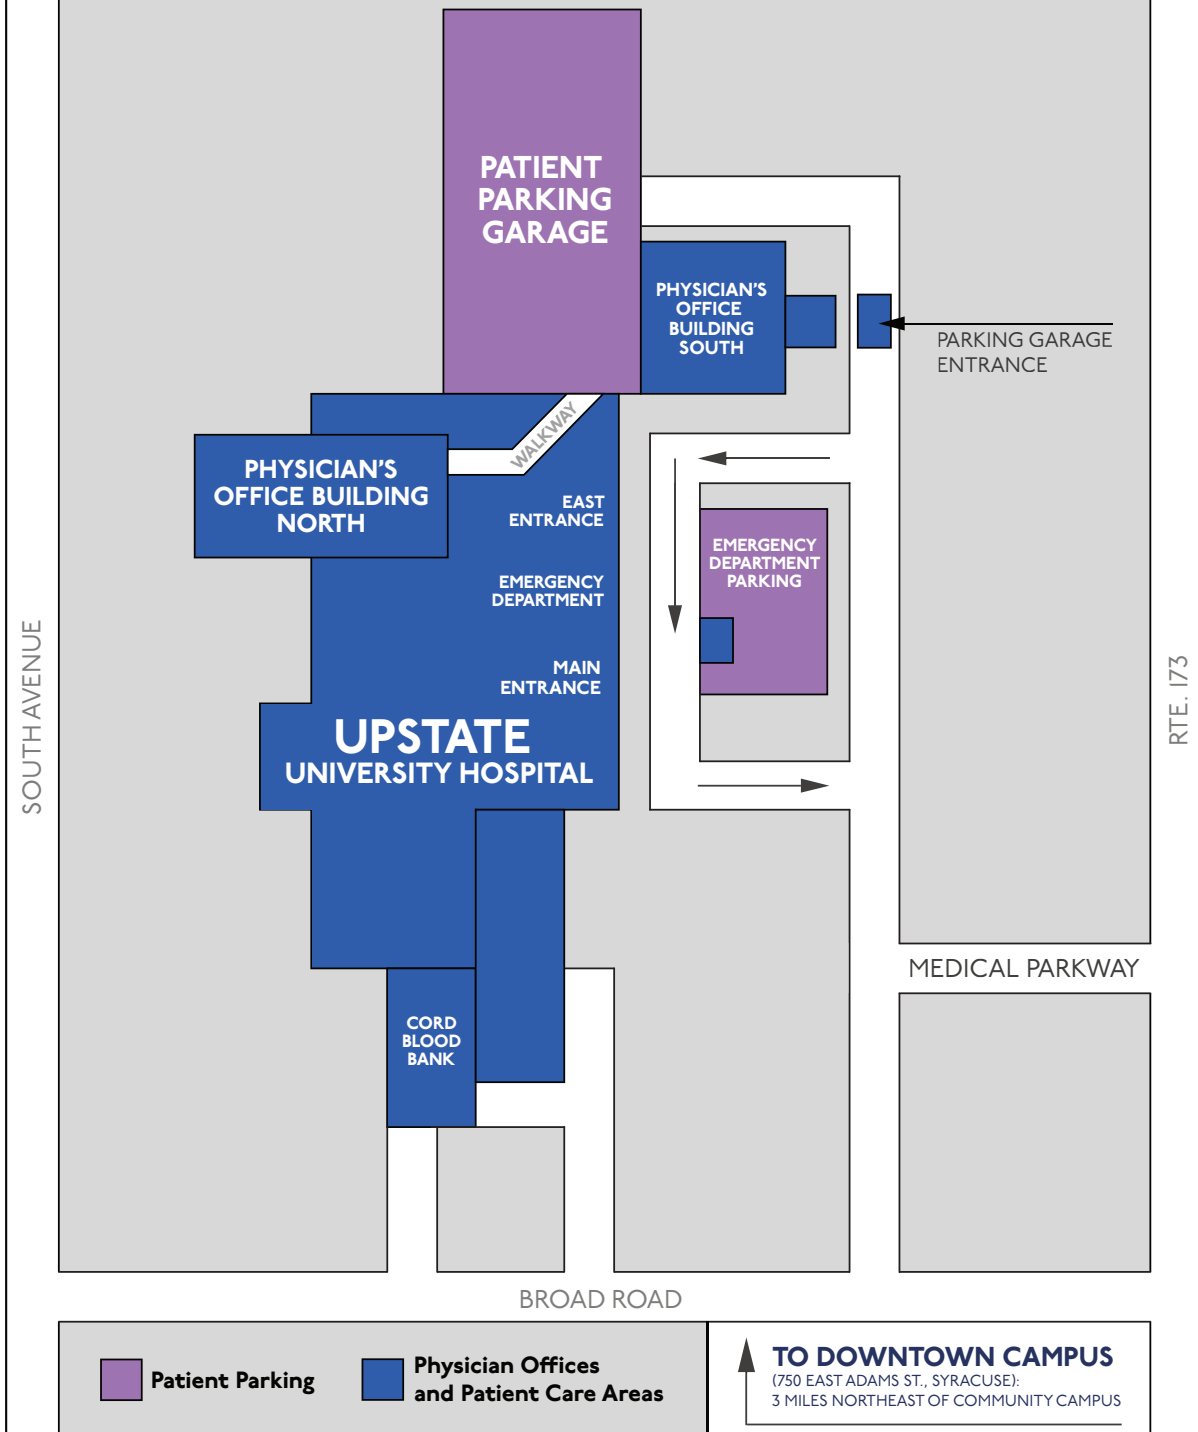 PATIENT
PARKING
GARAGE
PHYSICIAN'S
OFFICE
BUILDING
SOUTH
PARKING GARAGE
ENTRANCE
WALKWAY
PHYSICIAN'S
OFFICE BUILDING
NORTH
EAST
ENTRANCE
EMERGENCY
DEPARTMENT
PARKING
EMERGENCY
DEPARTMENT
MAIN
ENTRANCE
SOUTH AVENUE
RTE. 173
UPSTATE
UNIVERSITY HOSPITAL
MEDICAL PARKWAY
CORD
BLOOD
BANK
BROAD ROAD
Patient Parking
Physician Offices
and Patient Care Areas
TO DOWNTOWN CAMPUS
(750 EAST ADAMS ST., SYRACUSE):
3 MILES NORTHEAST OF COMMUNITY CAMPUS